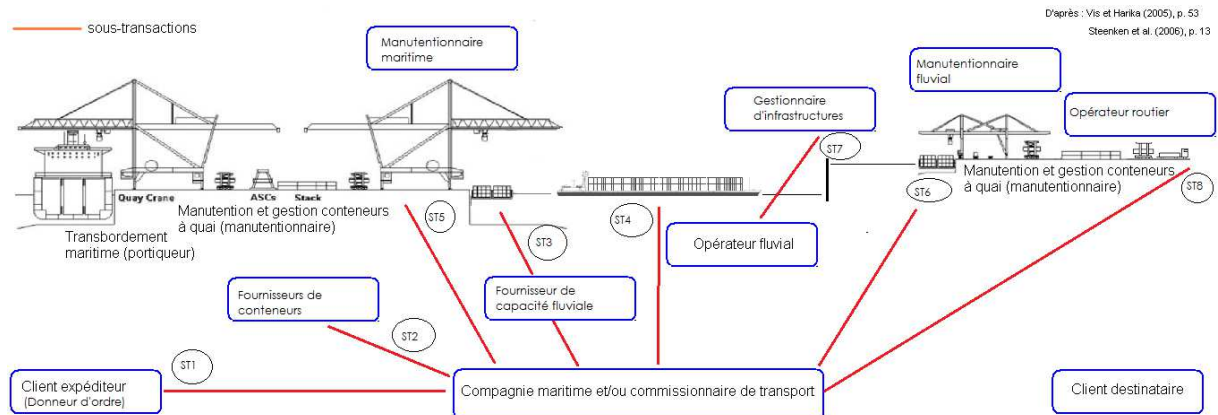 sous-transactions
D'après : Vis et Harika (2005), p. 53
Steenken et al. (2006), p. 13
Manutentionnaire
maritime
Manutentionnaire
fluvial
Gestionnaire
d'infrastructures
Opérateur routier
ST7
Quay Crane
ASCs
Stack
Manutention et gestion conteneurs
à quai (manutentionnaire)
Transbordement
maritime (portiqueur)
ST5
ST3
ST4
Opérateur fluvial
ST6
Manutention et gestion conteneurs
à quai (manutentionnaire)
ST8
Fournisseurs de
conteneurs
Fournisseur de
capacité fluviale
ST2
ST1
Client expéditeur
(Donneur d'ordre)
Compagnie maritime et/ou commissionnaire de transport
Client destinataire